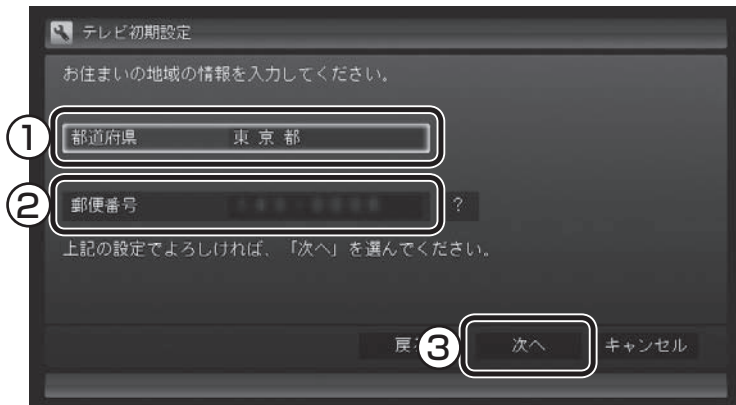 テレビ初期設定
お住まいの地域の情報を入力してください。
① 都道府県 東京都
② 郵便番号 ?
上記の設定でよろしければ、「次へ」を選んでください。
③ 次へ キャンセル